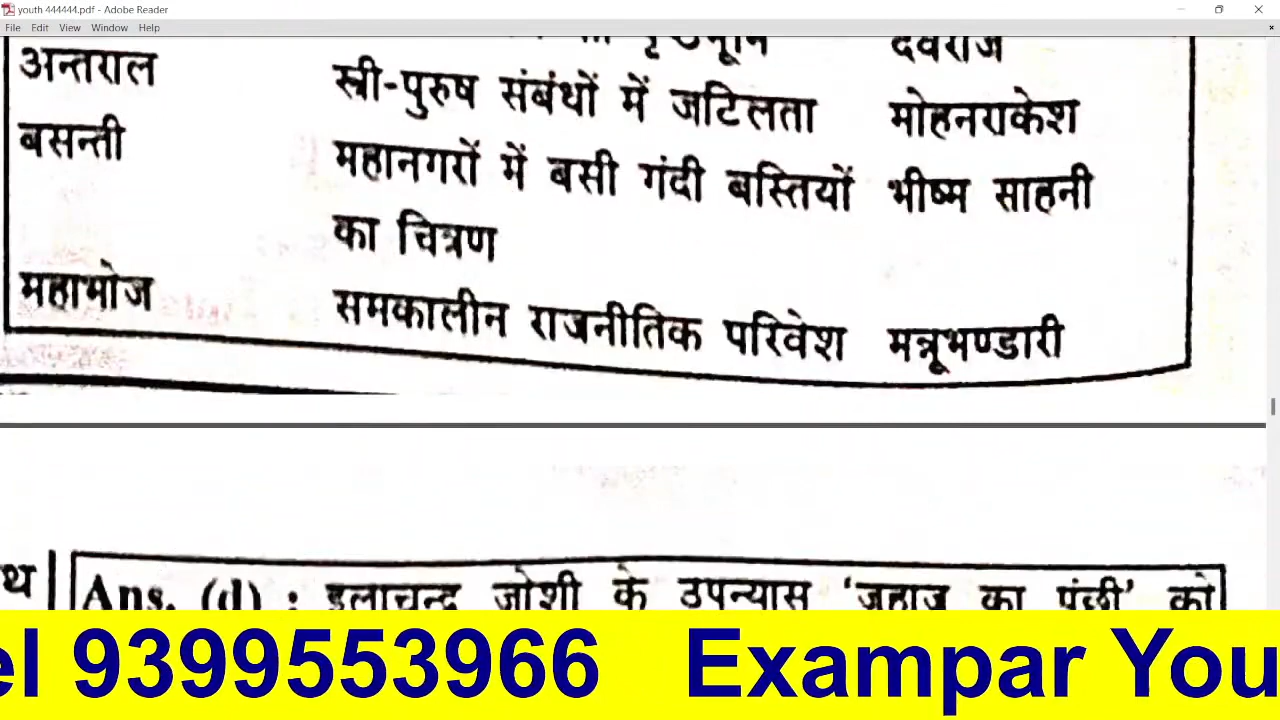 youth 444444.pdf - Adobe Reader
File Edit View Window Help
देवराज
अन्तराल स्त्री-पुरुष संबंधों में जटिलता मोहनराकेश
बसन्ती महानगरों में बसी गंदी बस्तियों भीष्म साहनी
का चित्रण
महाभोज समकालीन राजनीतिक परिवेश मन्नूभण्डारी
थ
Ans. (d) : इलाचन्द्र जोशी के उपन्यास 'जहाज का पंछी' को
el 9399553966 Exampar You